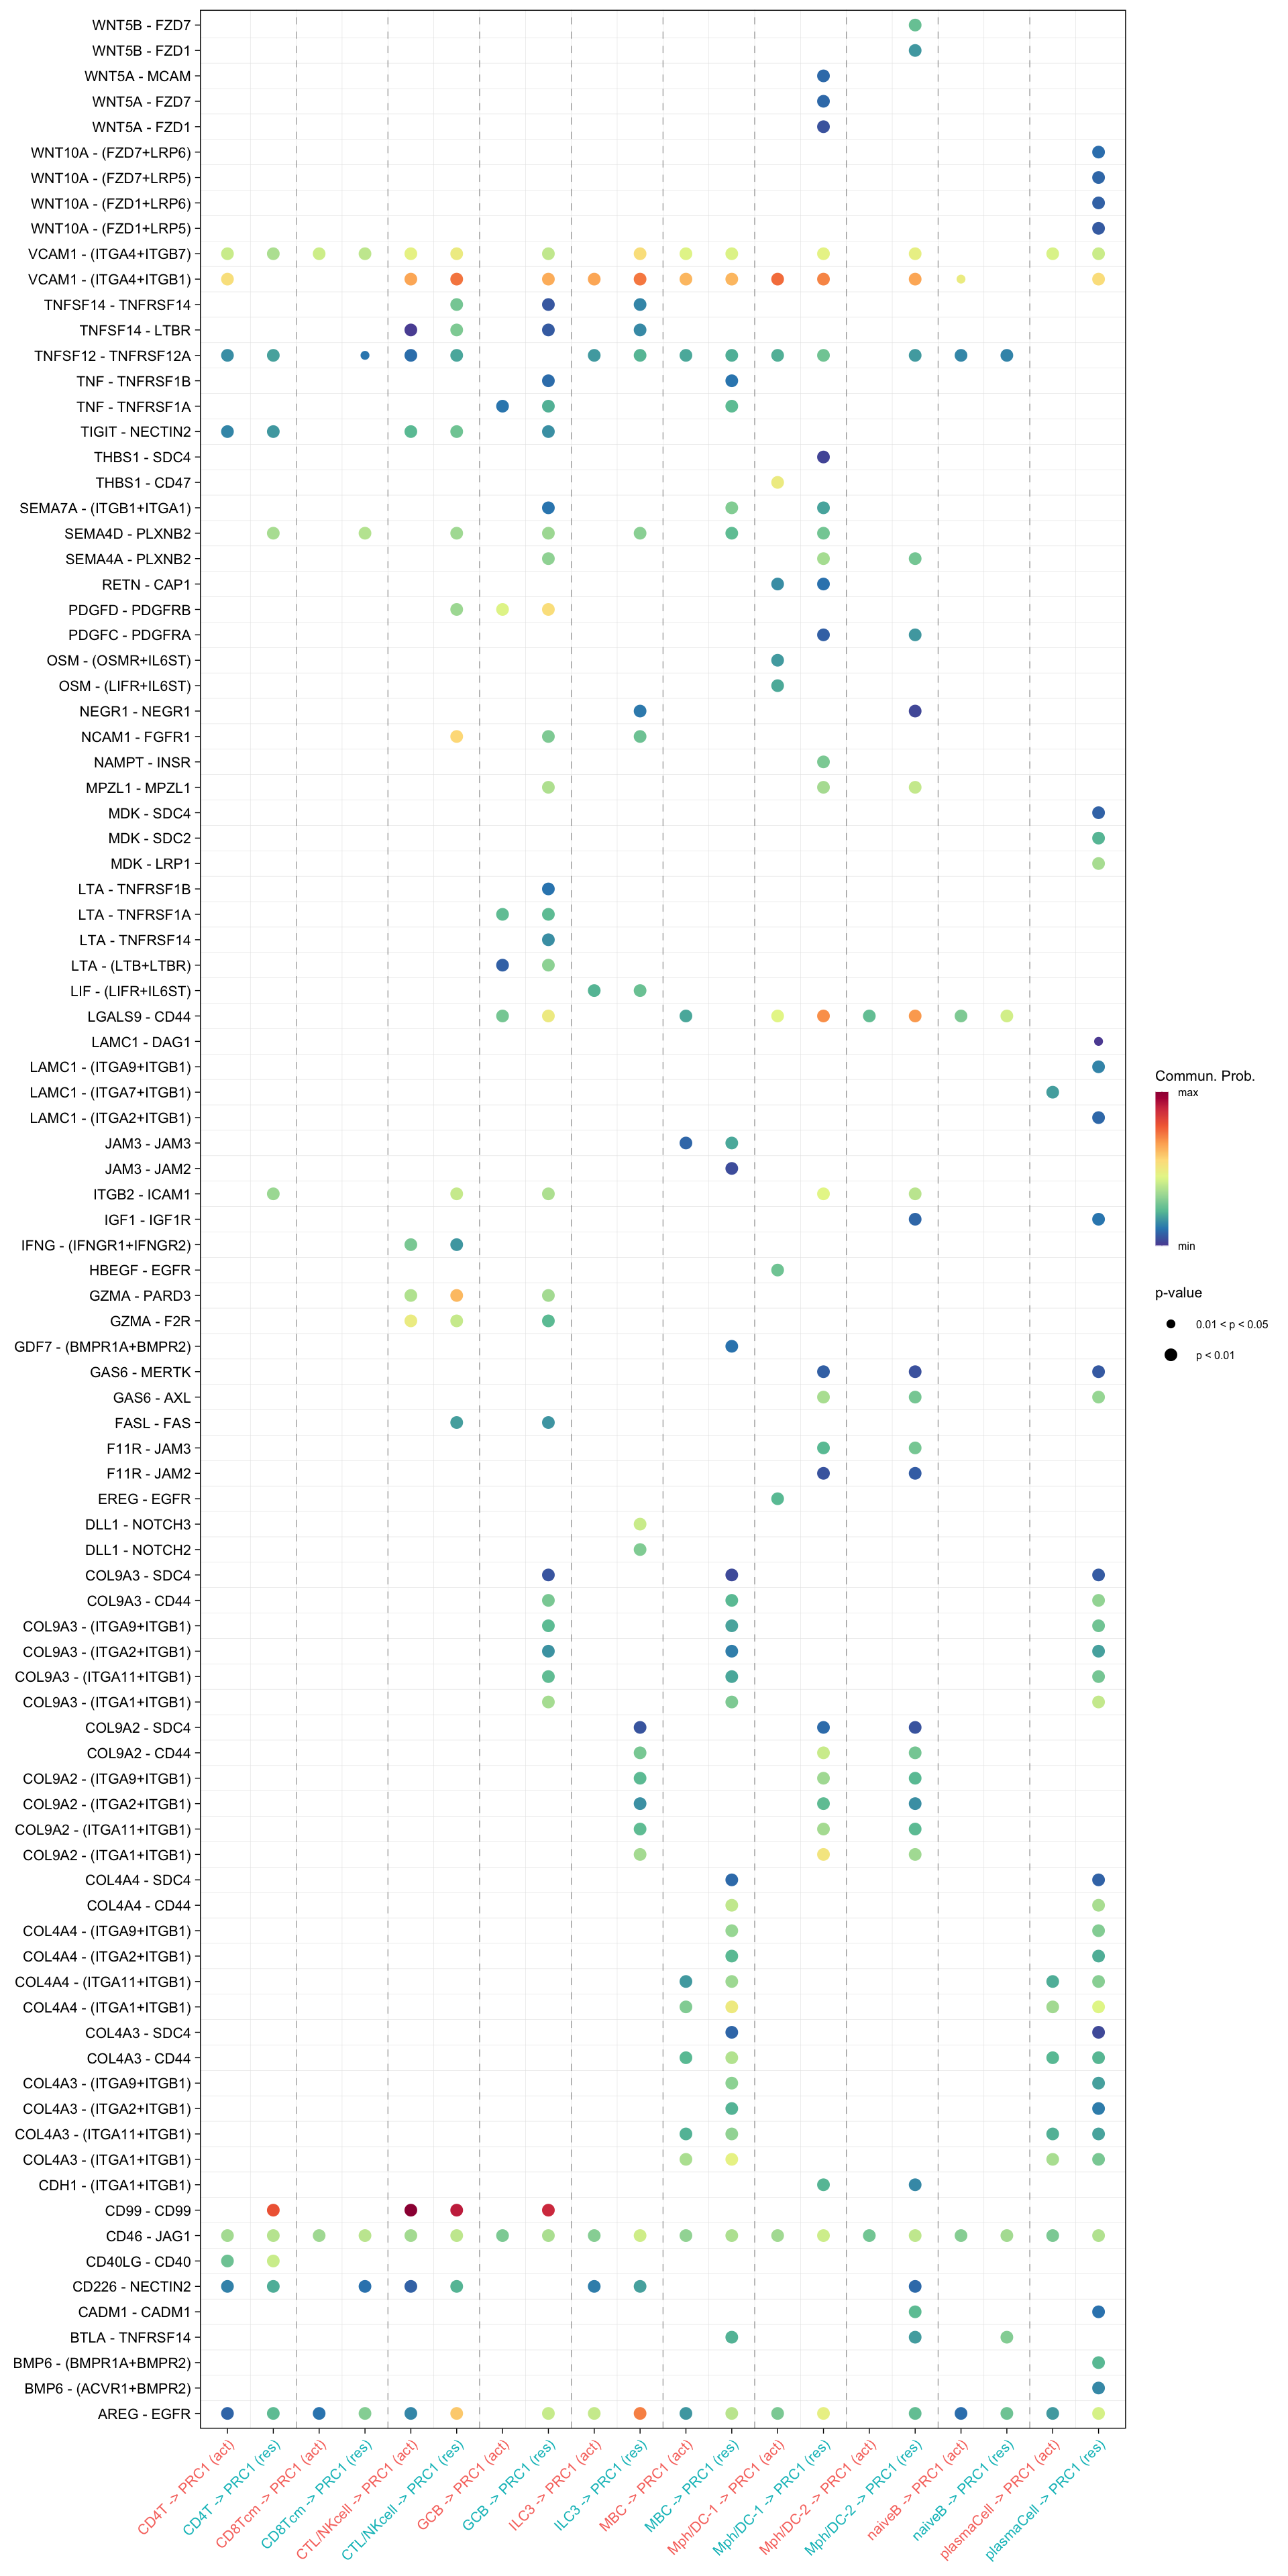 WNT5B - FZD7
WNT5B - FZD1
WNT5A - MCAM
WNT5A - FZD7
WNT5A - FZD1
WNT10A - (FZD7+LRP6)
WNT10A - (FZD7+LRP5)
WNT10A - (FZD1+LRP6)
WNT10A - (FZD1+LRP5)
VCAM1 - (ITGA4+ITGB7)
VCAM1 - (ITGA4+ITGB1)
TNFSF14 - TNFRSF14
TNFSF14 - LTBR
TNFSF12 - TNFRSF12A
TNF - TNFRSF1B
TNF - TNFRSF1A
TIGIT - NECTIN2
THBS1 - SDC4
THBS1 - CD47
SEMA7A - (ITGB1+ITGA1)
SEMA4D - PLXNB2
SEMA4A - PLXNB2
RETN - CAP1
PDGFD - PDGFRB
PDGFC - PDGFRA
OSM - (OSMR+IL6ST)
OSM - (LIFR+IL6ST)
NEGR1 - NEGR1
NCAM1 - FGFR1
NAMPT - INSR
MPZL1 - MPZL1
MDK - SDC4
MDK - SDC2
MDK - LRP1
LTA - TNFRSF1B
LTA - TNFRSF1A
LTA - TNFRSF14
LTA - (LTB+LTBR)
LIF - (LIFR+IL6ST)
LGALS9 - CD44
LAMC1 - DAG1
LAMC1 - (ITGA9+ITGB1)
LAMC1 - (ITGA7+ITGB1)
LAMC1 - (ITGA2+ITGB1)
JAM3 - JAM3
JAM3 - JAM2
ITGB2 - ICAM1
IGF1 - IGF1R
IFNG - (IFNGR1+IFNGR2)
HBEGF - EGFR
GZMA - PARD3
GZMA - F2R
GDF7 - (BMPR1A+BMPR2)
GAS6 - MERTK
GAS6 - AXL
FASL - FAS
F11R - JAM3
F11R - JAM2
EREG - EGFR
DLL1 - NOTCH3
DLL1 - NOTCH2
COL9A3 - SDC4
COL9A3 - CD44
COL9A3 - (ITGA9+ITGB1)
COL9A3 - (ITGA2+ITGB1)
COL9A3 - (ITGA11+ITGB1)
COL9A3 - (ITGA1+ITGB1)
COL9A2 - SDC4
COL9A2 - CD44
COL9A2 - (ITGA9+ITGB1)
COL9A2 - (ITGA2+ITGB1)
COL9A2 - (ITGA11+ITGB1)
COL9A2 - (ITGA1+ITGB1)
COL4A4 - SDC4
COL4A4 - CD44
COL4A4 - (ITGA9+ITGB1)
COL4A4 - (ITGA2+ITGB1)
COL4A4 - (ITGA11+ITGB1)
COL4A4 - (ITGA1+ITGB1)
COL4A3 - SDC4
COL4A3 - CD44
COL4A3 - (ITGA9+ITGB1)
COL4A3 - (ITGA2+ITGB1)
COL4A3 - (ITGA11+ITGB1)
COL4A3 - (ITGA1+ITGB1)
CDH1 - (ITGA1+ITGB1)
CD99 - CD99
CD46 - JAG1
CD40LG - CD40
CD226 - NECTIN2
CADM1 - CADM1
BTLA - TNFRSF14
BMP6 - (BMPR1A+BMPR2)
BMP6 - (ACVR1+BMPR2)
AREG - EGFR
CD4T -> PRC1 (act)
CD4T -> PRC1 (res)
CD8Tcm -> PRC1 (act)
CD8Tcm -> PRC1 (res)
CTL/NKcell -> PRC1 (act)
CTL/NKcell -> PRC1 (res)
GCB -> PRC1 (act)
GCB -> PRC1 (res)
ILC3 -> PRC1 (act)
ILC3 -> PRC1 (res)
MBC -> PRC1 (act)
MBC -> PRC1 (res)
Mph/DC-1 -> PRC1 (act)
Mph/DC-1 -> PRC1 (res)
Mph/DC-2 -> PRC1 (act)
Mph/DC-2 -> PRC1 (res)
naiveB -> PRC1 (act)
naiveB -> PRC1 (res)
plasmaCell -> PRC1 (act)
plasmaCell -> PRC1 (res)
Commun. Prob.
max
min
p-value
0.01 < p < 0.05
p < 0.01